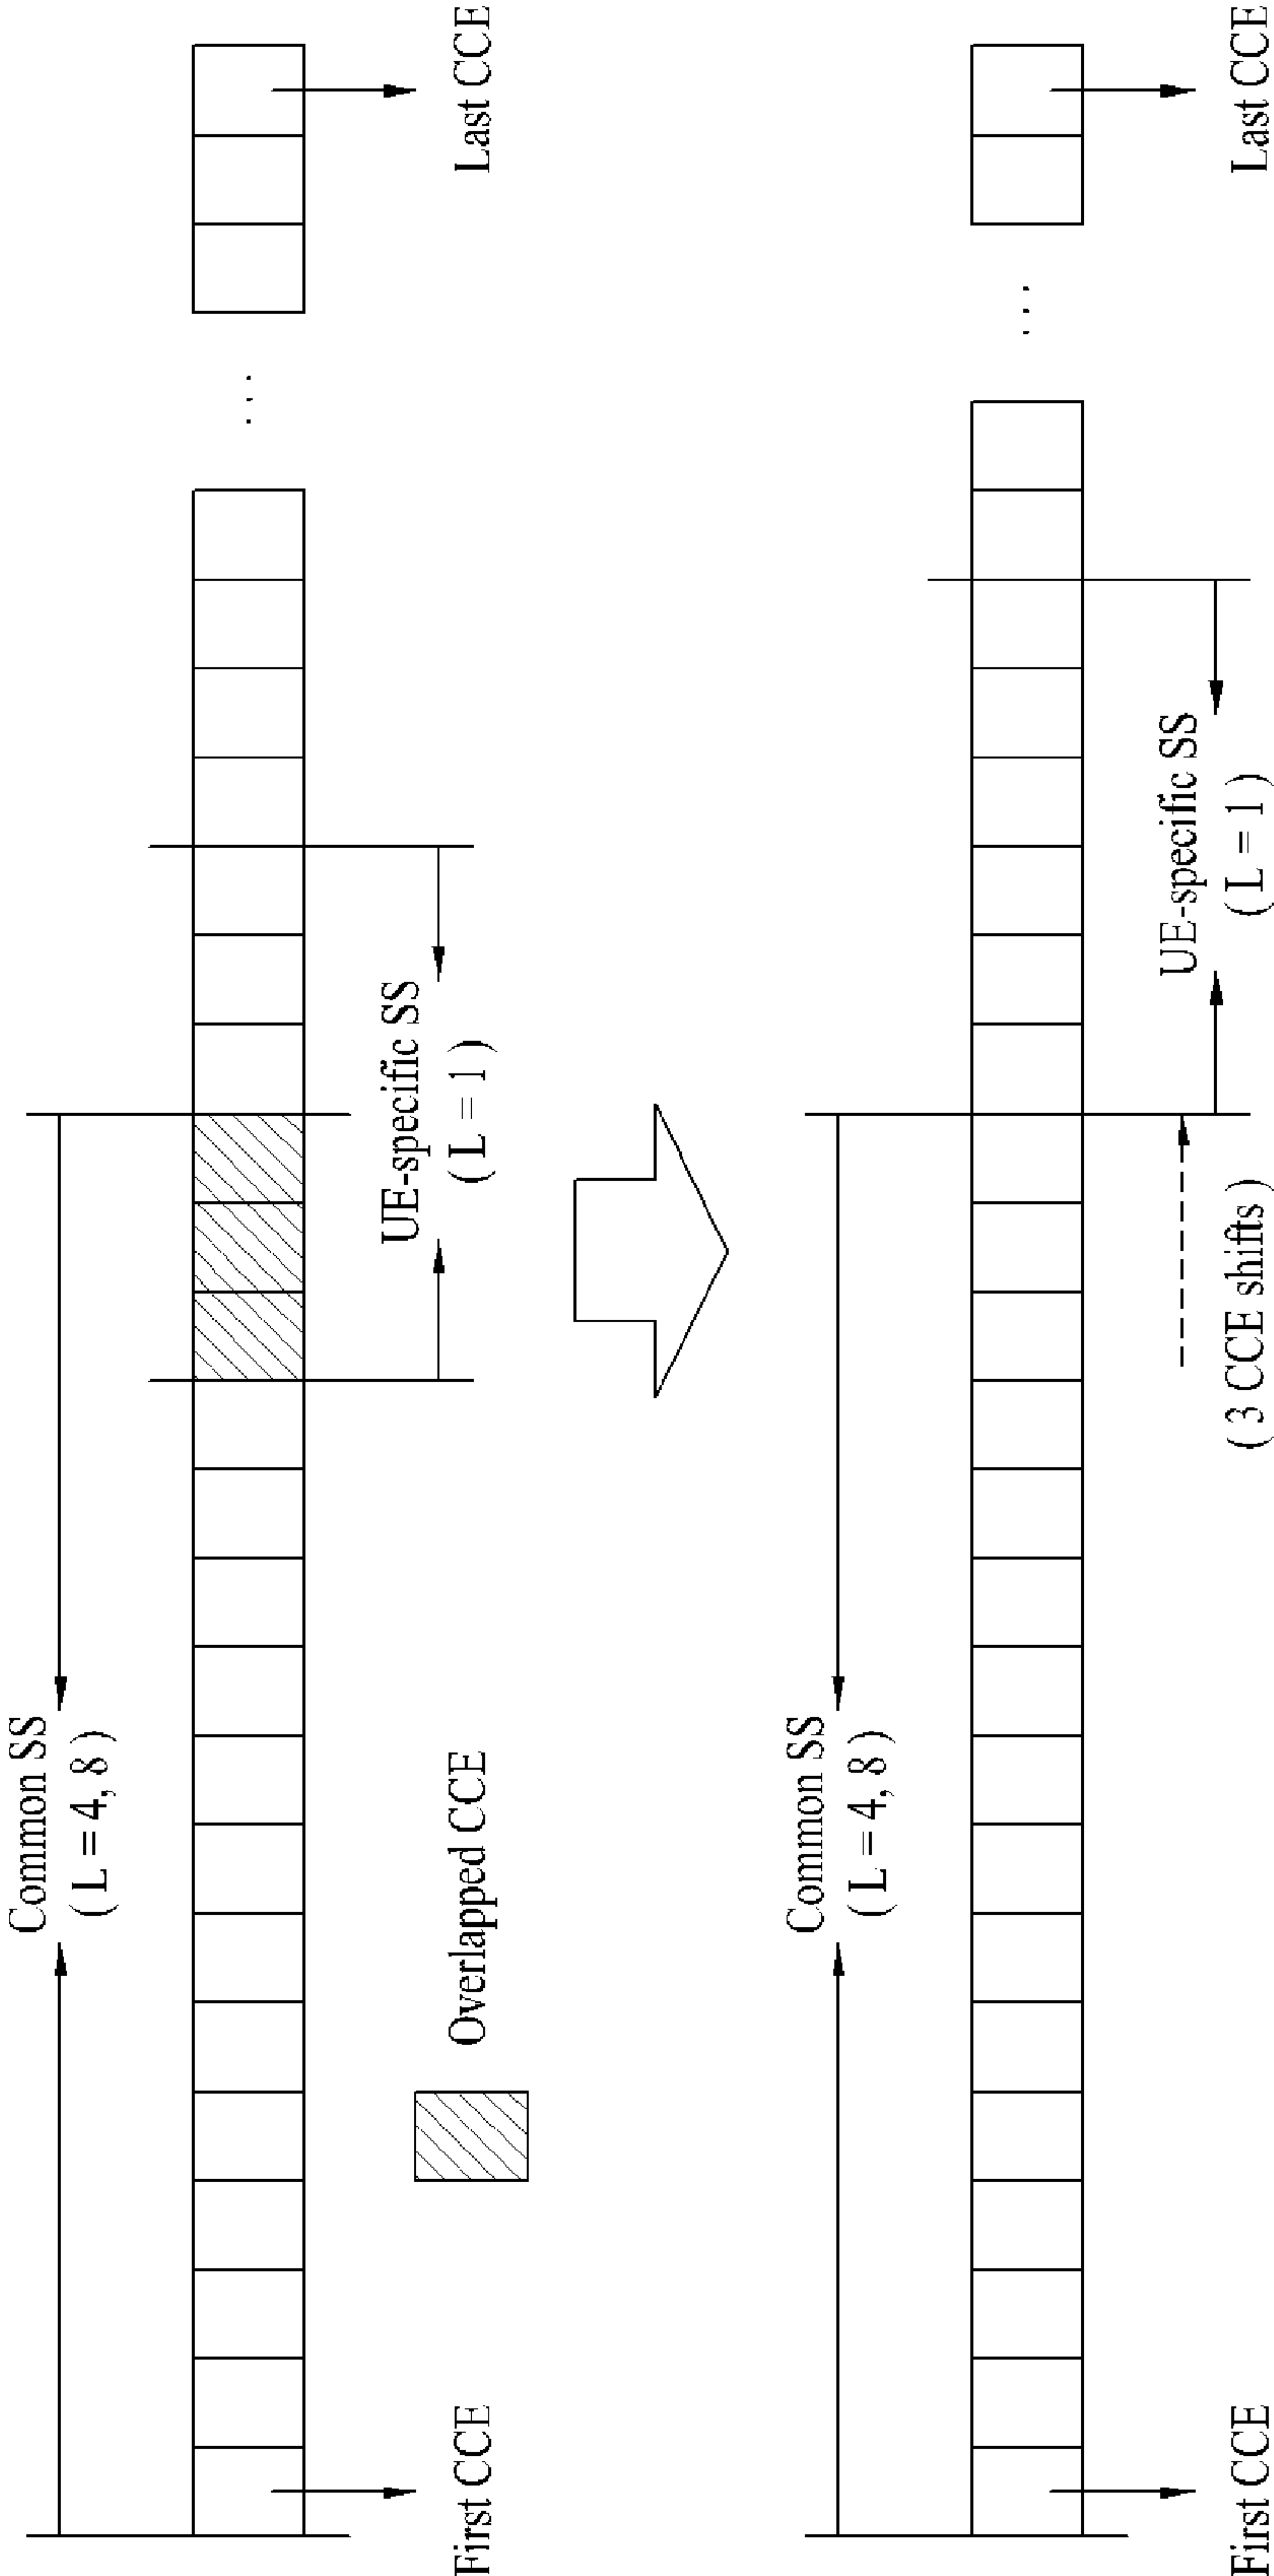 Common SS
( L = 4, 8 )
UE-specific SS
( L = 1 )
First CCE
Last CCE
Overlapped CCE
...
Common SS
( L = 4, 8 )
...
UE-specific SS
( L = 1 )
( 3 CCE shifts )
First CCE
Last CCE